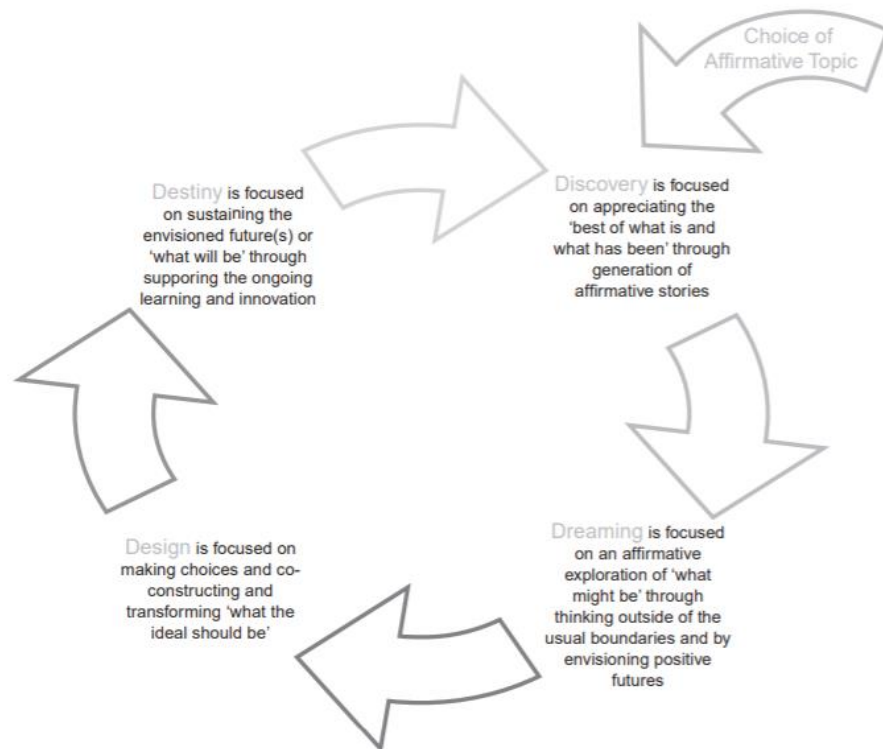 Choice of
Affirmative Topic
Discovery is focused
on appreciating the
‘best of what is and
what has been’ through
generation of
affirmative stories
Dreaming is focused
on an affirmative
exploration of ‘what
might be’ through
thinking outside of the
usual boundaries and by
envisioning positive
futures
Design is focused on
making choices and co-
constructing and
transforming ‘what the
ideal should be’
Destiny is focused
on sustaining the
envisioned future(s) or
‘what will be’ through
supporing the ongoing
learning and innovation